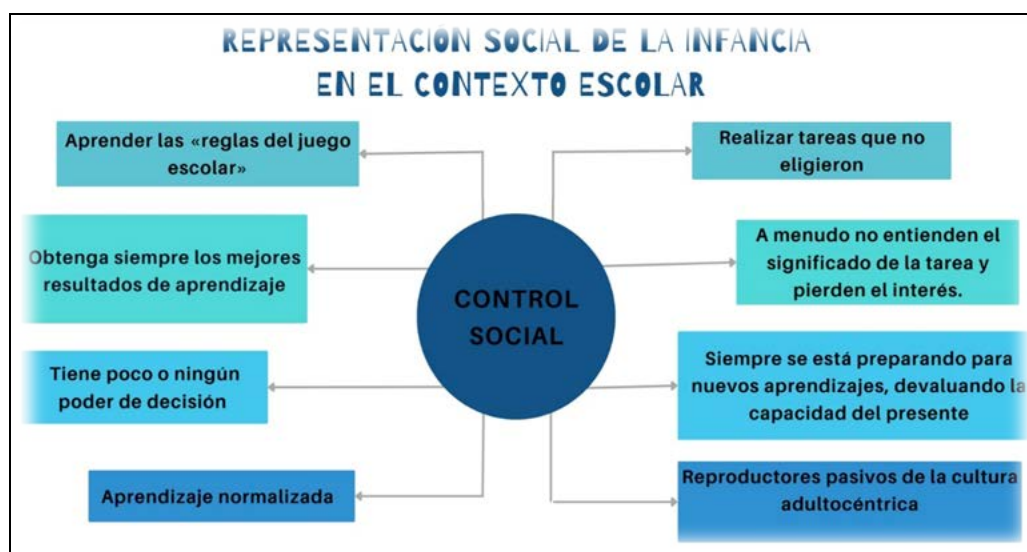 REPRESENTACIÓN SOCIAL DE LA INFANCIA
EN EL CONTEXTO ESCOLAR
Aprender las «reglas del juego
escolar»
Realizar tareas que no
eligieron
Obtenga siempre los mejores
resultados de aprendizaje
A menudo no entienden el
significado de la tarea y
pierden el interés.
CONTROL
SOCIAL
Tiene poco o ningún
poder de decisión
Siempre se está preparando para
nuevos aprendizajes, devaluando la
capacidad del presente
Aprendizaje normalizada
Reproductores pasivos de la cultura
adultocéntrica